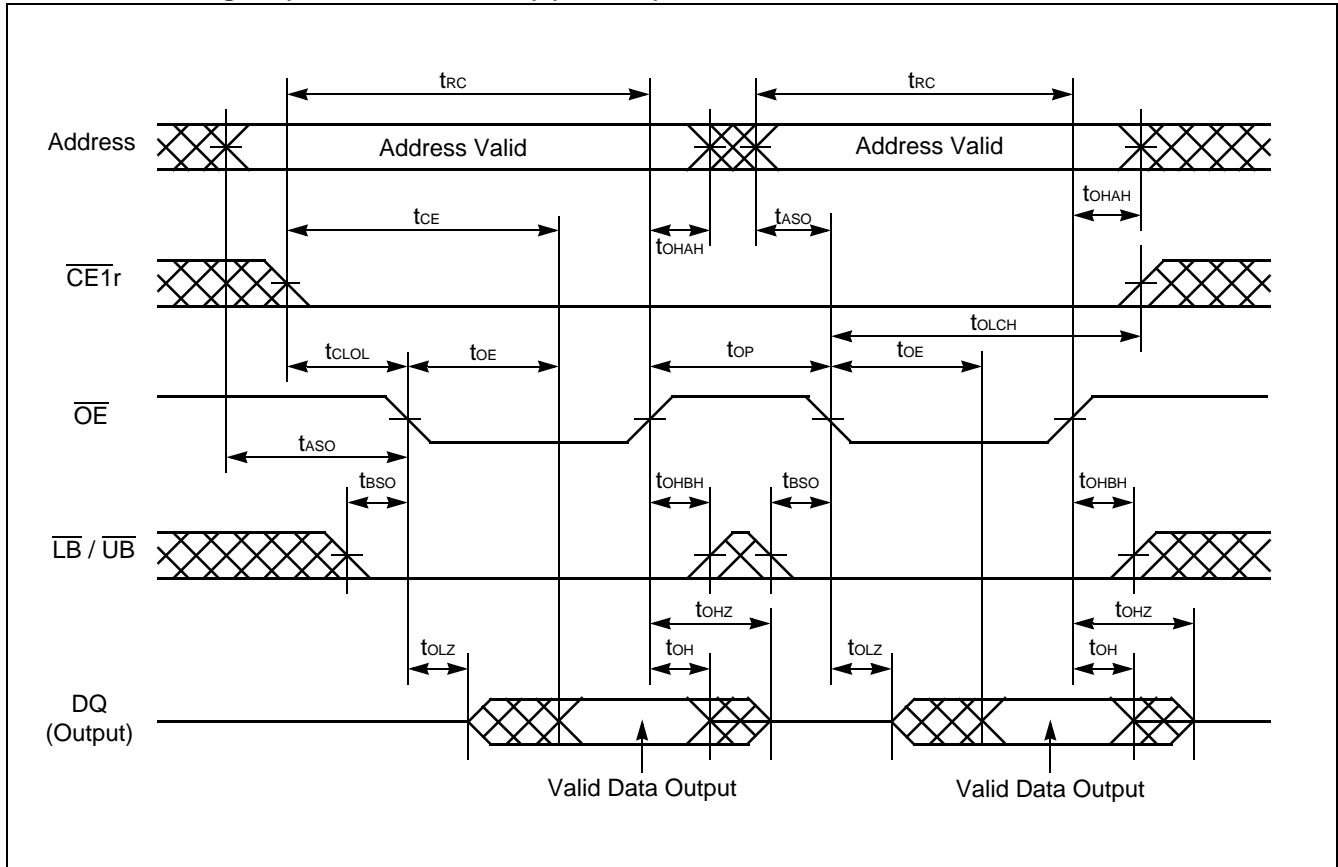 tRC tRC
Address Address Valid Address Valid
tCE tOHAH tASO tOHAH
CE1r
tOLCH
tCLOL tOE tOP tOE
OE
tASO
tBSO tOHBH tBSO tOHBH
LB / UB
tOHZ tOHZ
tOLZ tOH tOLZ tOH
DQ
(Output)
Valid Data Output Valid Data Output